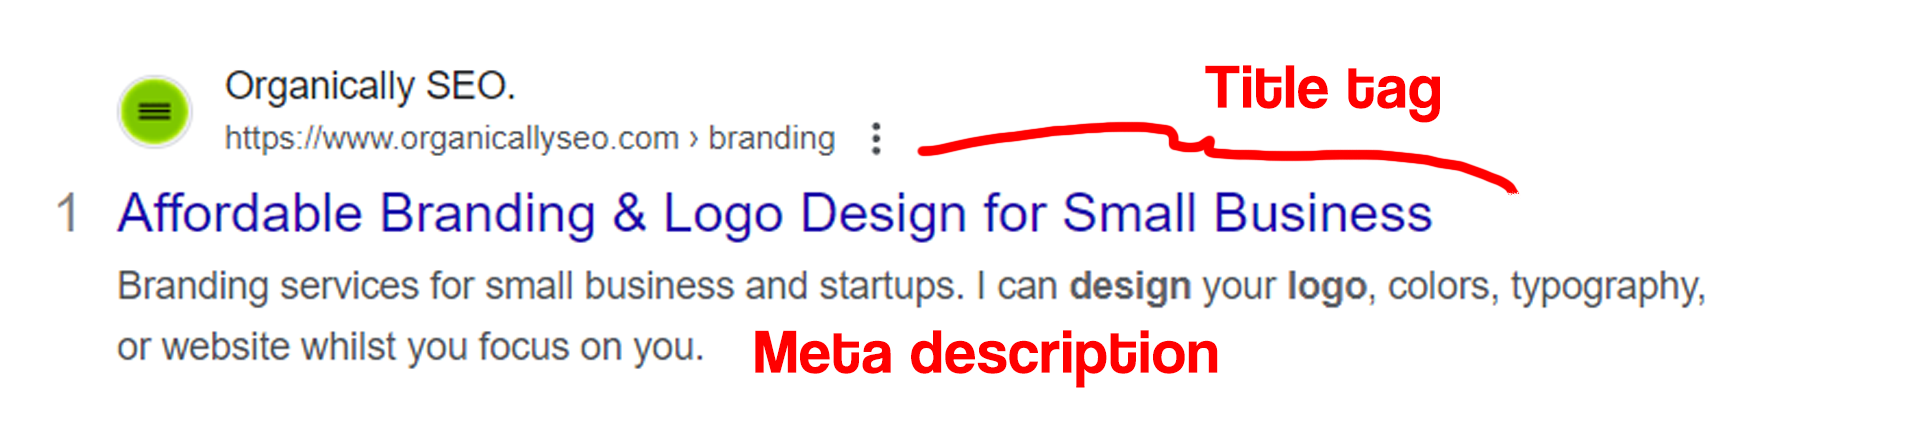 Organically SEO.
Title tag
https://www.organicallyseo.com › branding
1 Affordable Branding & Logo Design for Small Business
Branding services for small business and startups. I can design your logo, colors, typography,
or website whilst you focus on you.
Meta description